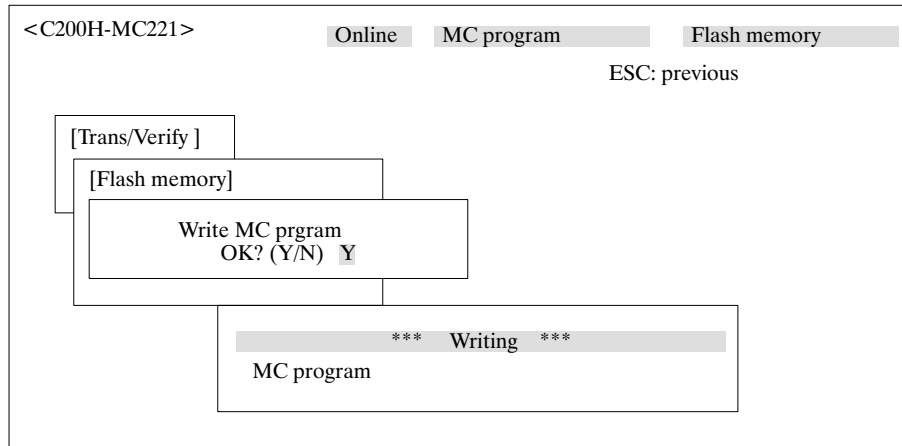 <C200H-MC221> Online MC program Flash memory
ESC: previous
[Trans/Verify ]
[Flash memory]
Write MC prgram
OK? (Y/N) Y
*** Writing ***
MC program